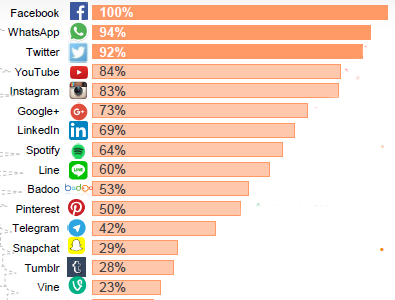 Facebook 100%
WhatsApp 94%
Twitter 92%
YouTube 84%
Instagram 83%
Google+ 73%
LinkedIn 69%
Spotify 64%
Line 60%
Badoo badoo 53%
Pinterest 50%
Telegram 42%
Snapchat 29%
Tumblr 28%
Vine 23%